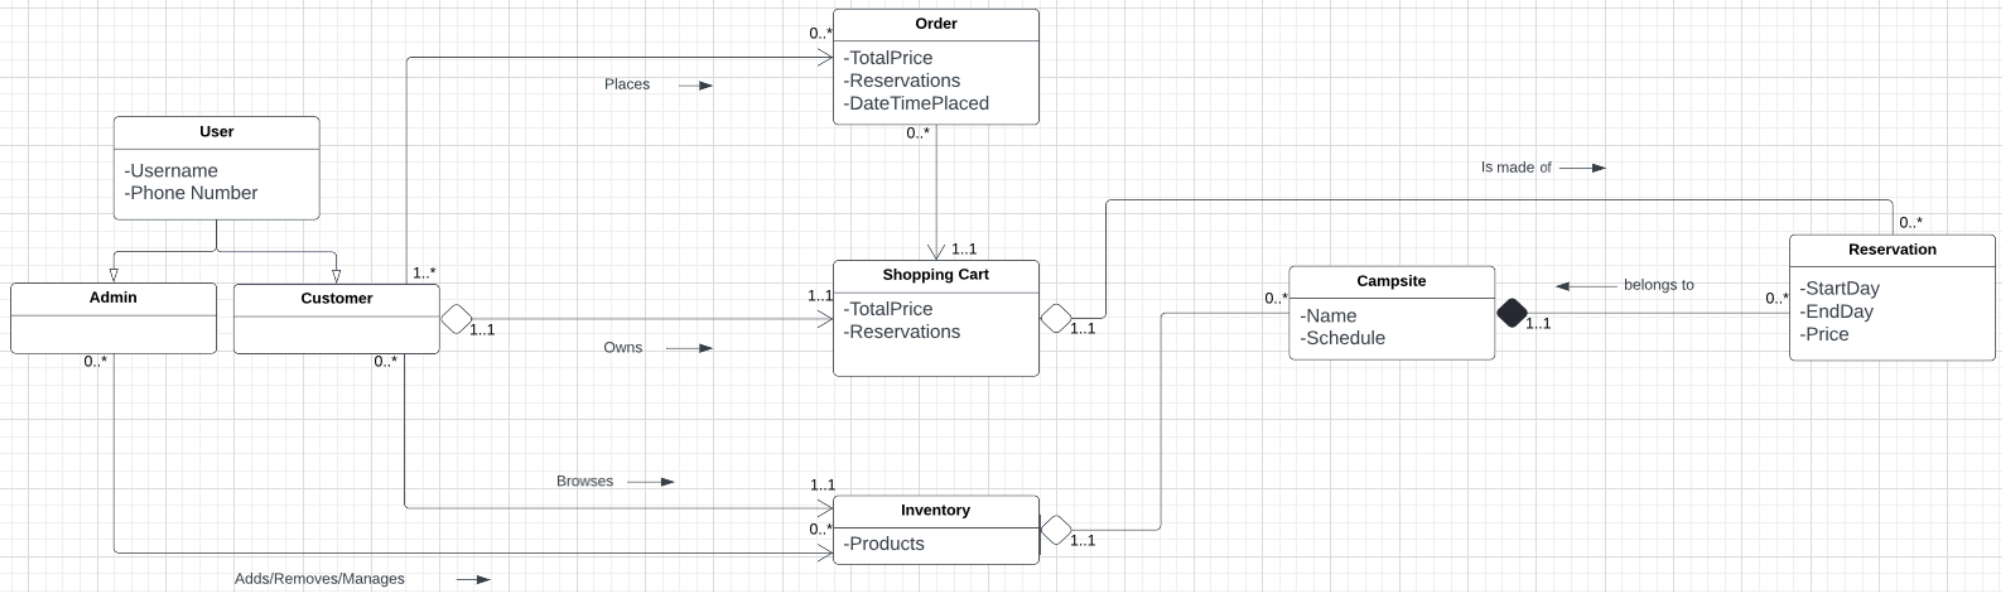 Order
0..*
-TotalPrice
-Reservations
-DateTimePlaced
Places
0..*
User
-Username
-Phone Number
Is made of
0..*
1..1
1..*
Admin
Customer
1..1
0..*
0..*
Shopping Cart
-TotalPrice
-Reservations
1..1
1..1
Owns
Campsite
-Name
-Schedule
0..*
1..1
belongs to
0..*
Reservation
-StartDay
-EndDay
-Price
Browses
1..1
0..*
Inventory
-Products
1..1
Adds/Removes/Manages